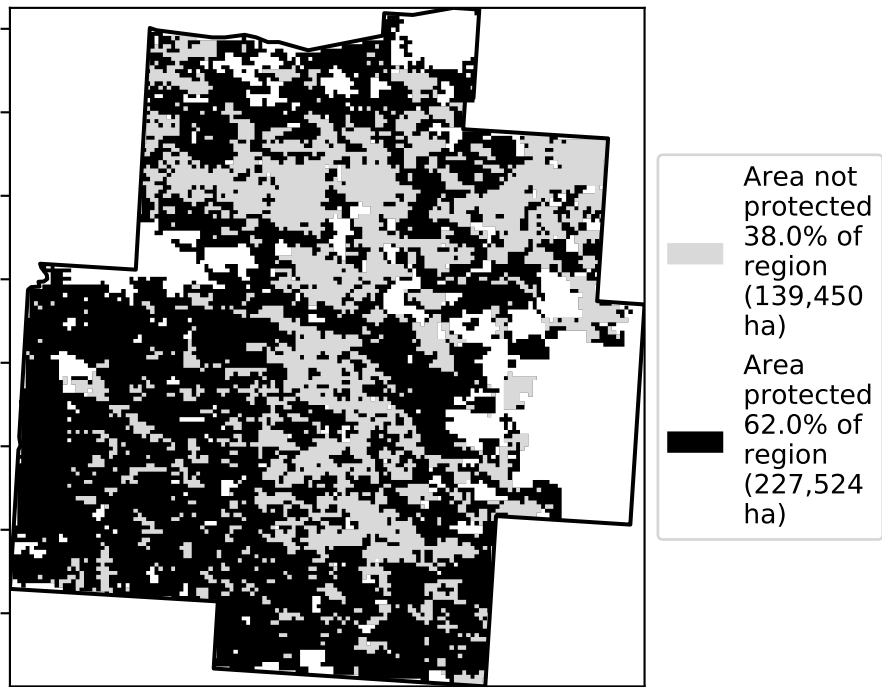 Area not
protected
38.0% of
region
(139,450
ha)
Area
protected
62.0% of
region
(227,524
ha)